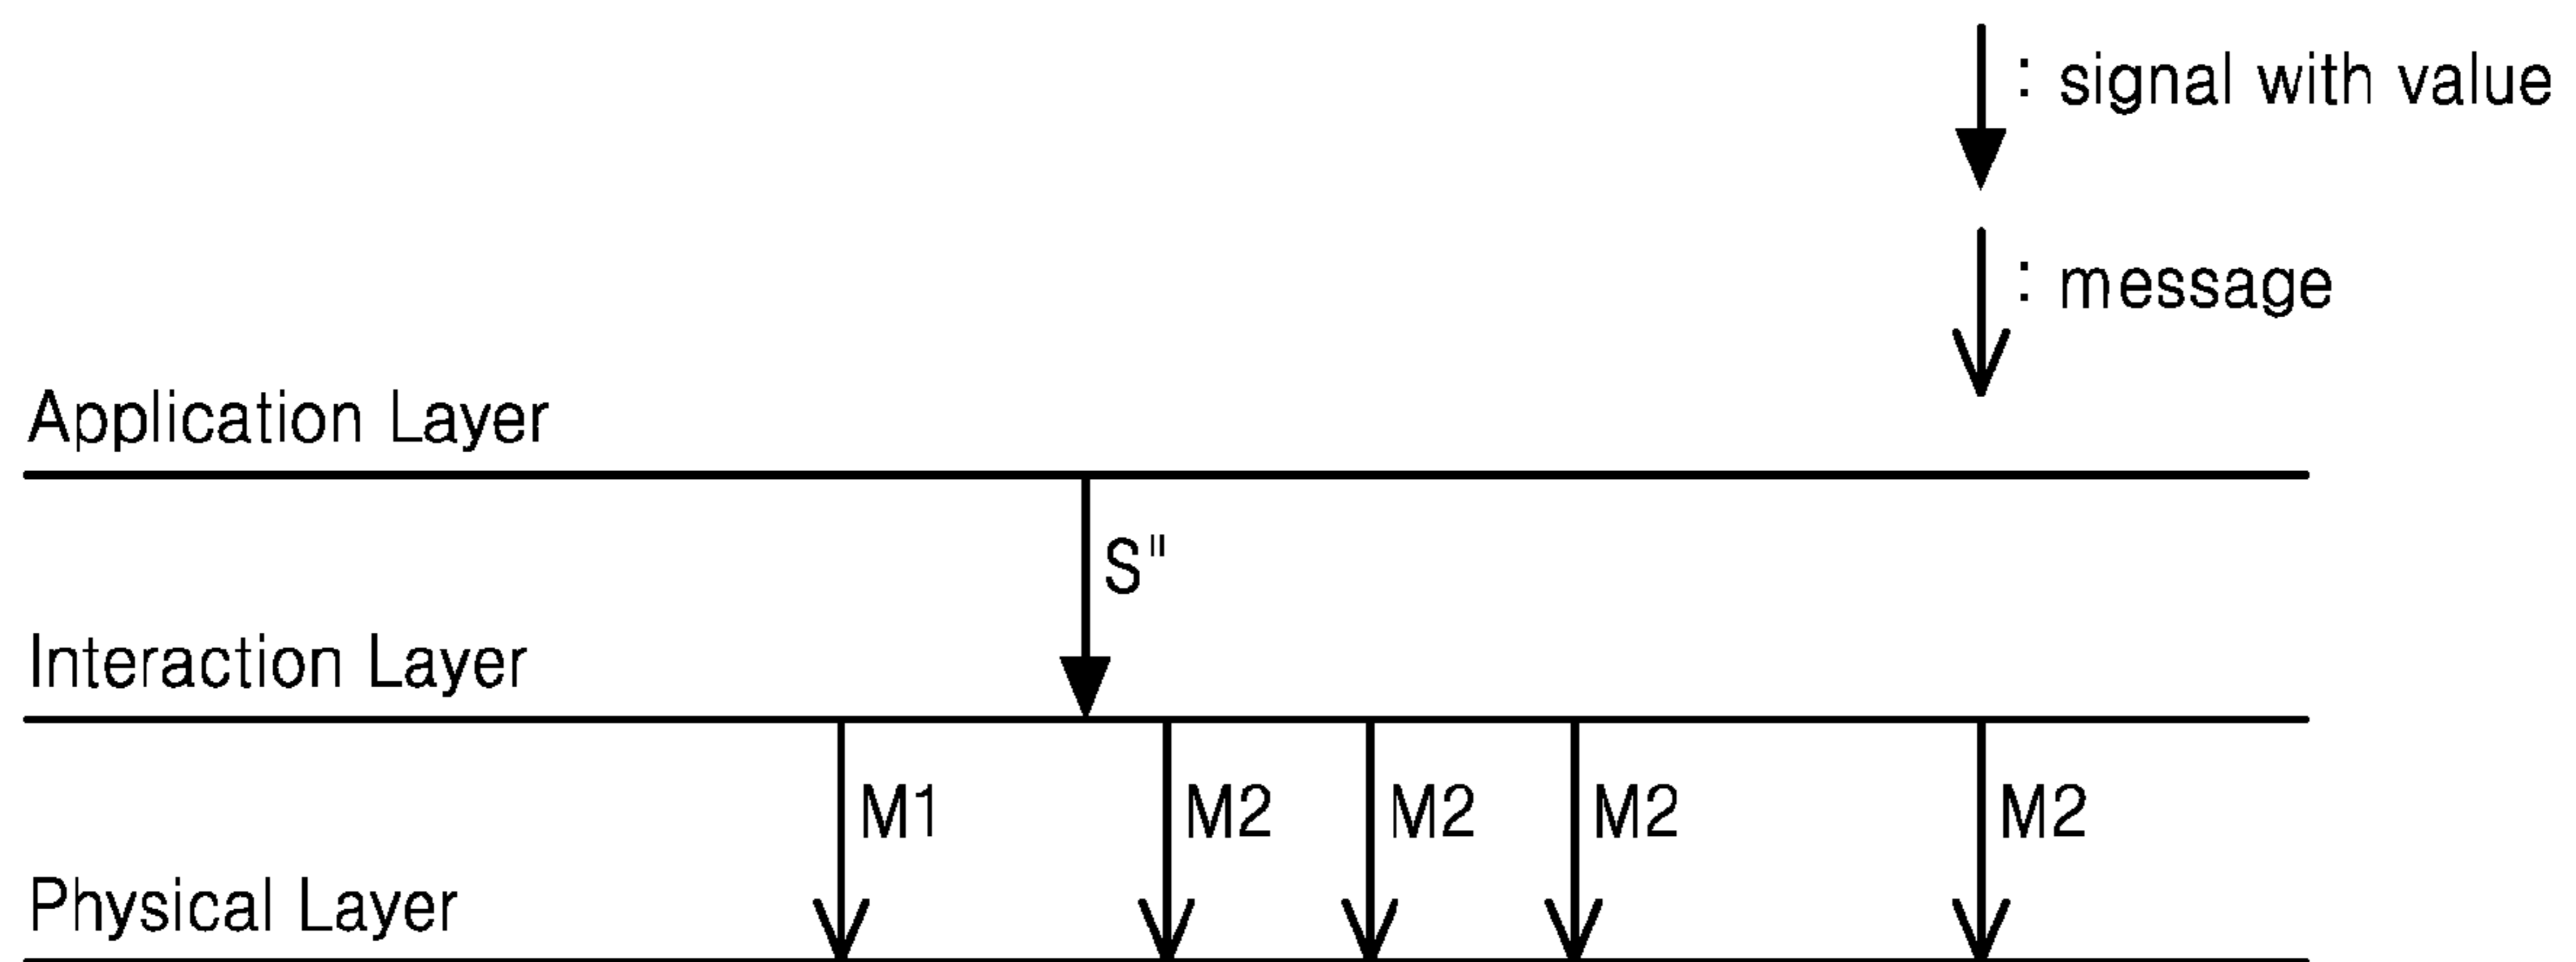 : signal with value
: message
Application Layer
S"
Interaction Layer
M1 M2 M2 M2 M2
Physical Layer